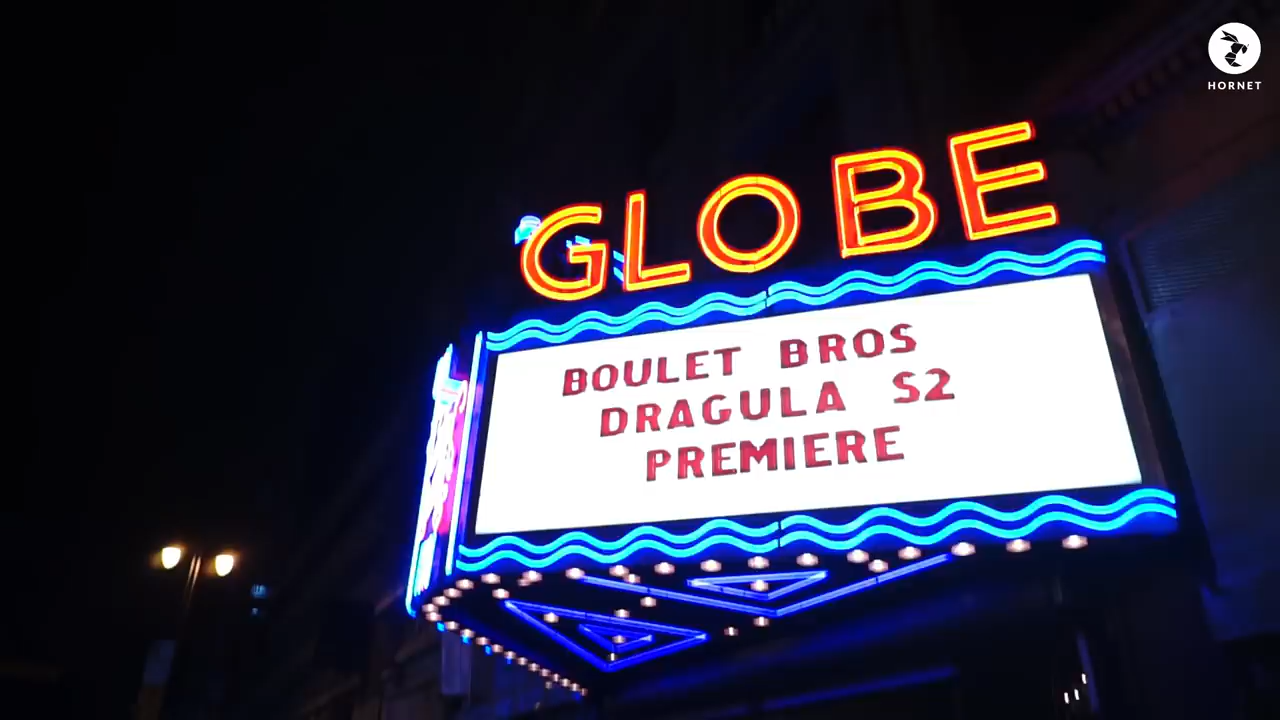 HORNET
GLOBE
BOULET BROS
DRAGULA S2
PREMIERE